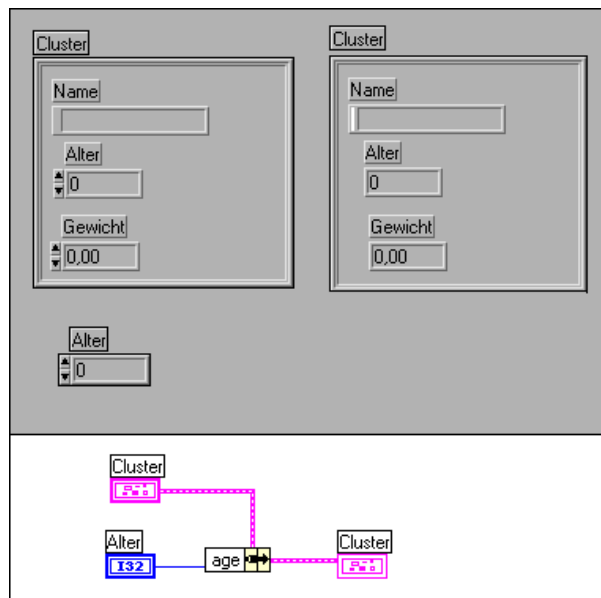 Cluster
Name
Alter
0
Gewicht
0,00
Cluster
Name
Alter
0
Gewicht
0,00
Alter
0
Cluster
Alter
I32
age
Cluster